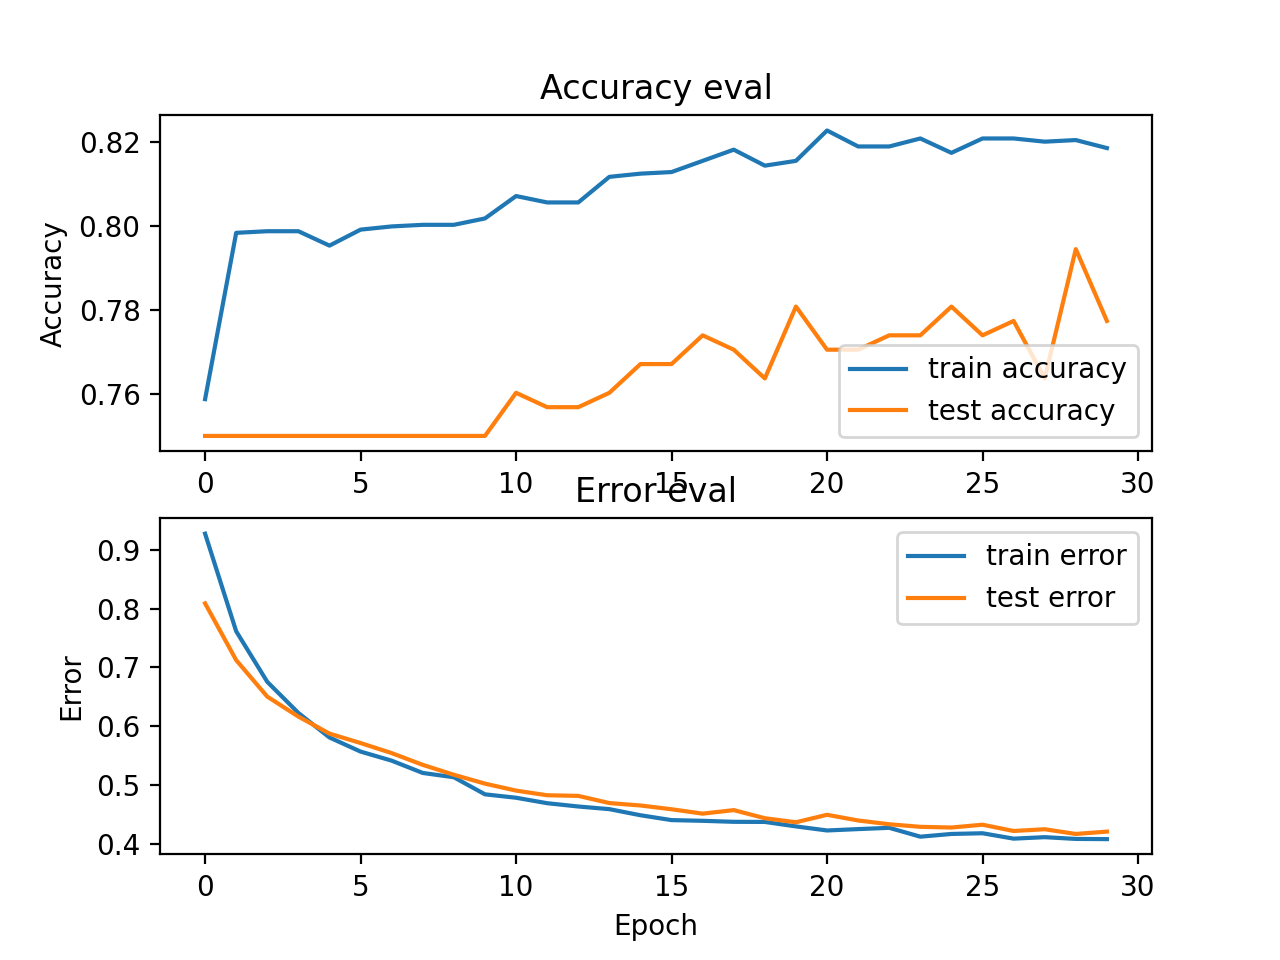 Accuracy eval
Accuracy
0.82
0.80
0.78
0.76
train accuracy
test accuracy
0 5 10 15 20 25 30
Error eval
Error
0.9
0.8
0.7
0.6
0.5
0.4
train error
test error
0 5 10 15 20 25 30
Epoch